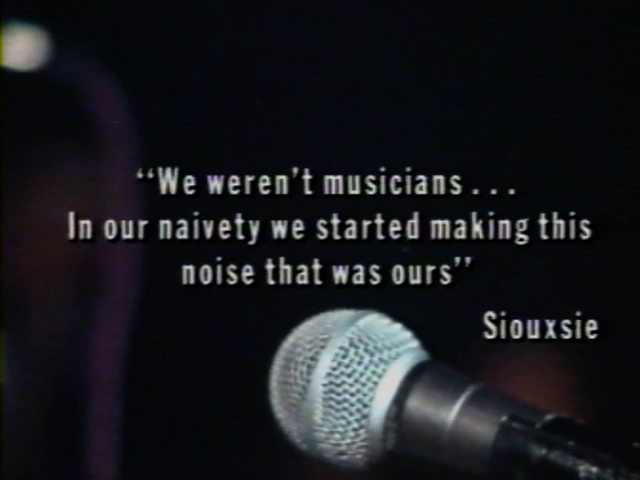 “We weren’t musicians . . .
In our naivety we started making this
noise that was ours”
Siouxsie